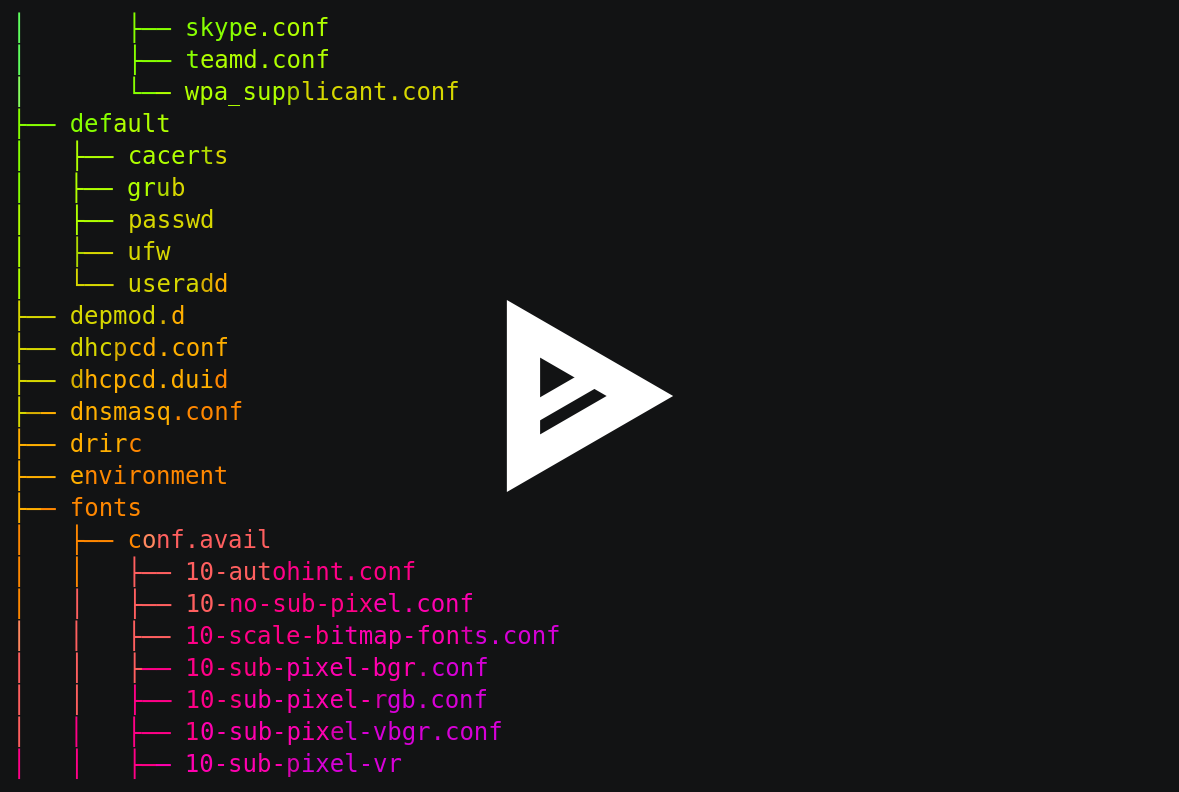 │       ├── skype.conf
│       ├── teamd.conf
│       └── wpa_supplicant.conf
├── default
│   ├── cacerts
│   ├── grub
│   ├── passwd
│   ├── ufw
│   └── useradd
├── depmod.d
├── dhcpcd.conf
├── dhcpcd.duid
├── dnsmasq.conf
├── drirc
├── environment
├── fonts
│   ├── conf.avail
│   │   ├── 10-autohint.conf
│   │   ├── 10-no-sub-pixel.conf
│   │   ├── 10-scale-bitmap-fonts.conf
│   │   ├── 10-sub-pixel-bgr.conf
│   │   ├── 10-sub-pixel-rgb.conf
│   │   ├── 10-sub-pixel-vbgr.conf
│   │   ├── 10-sub-pixel-vr